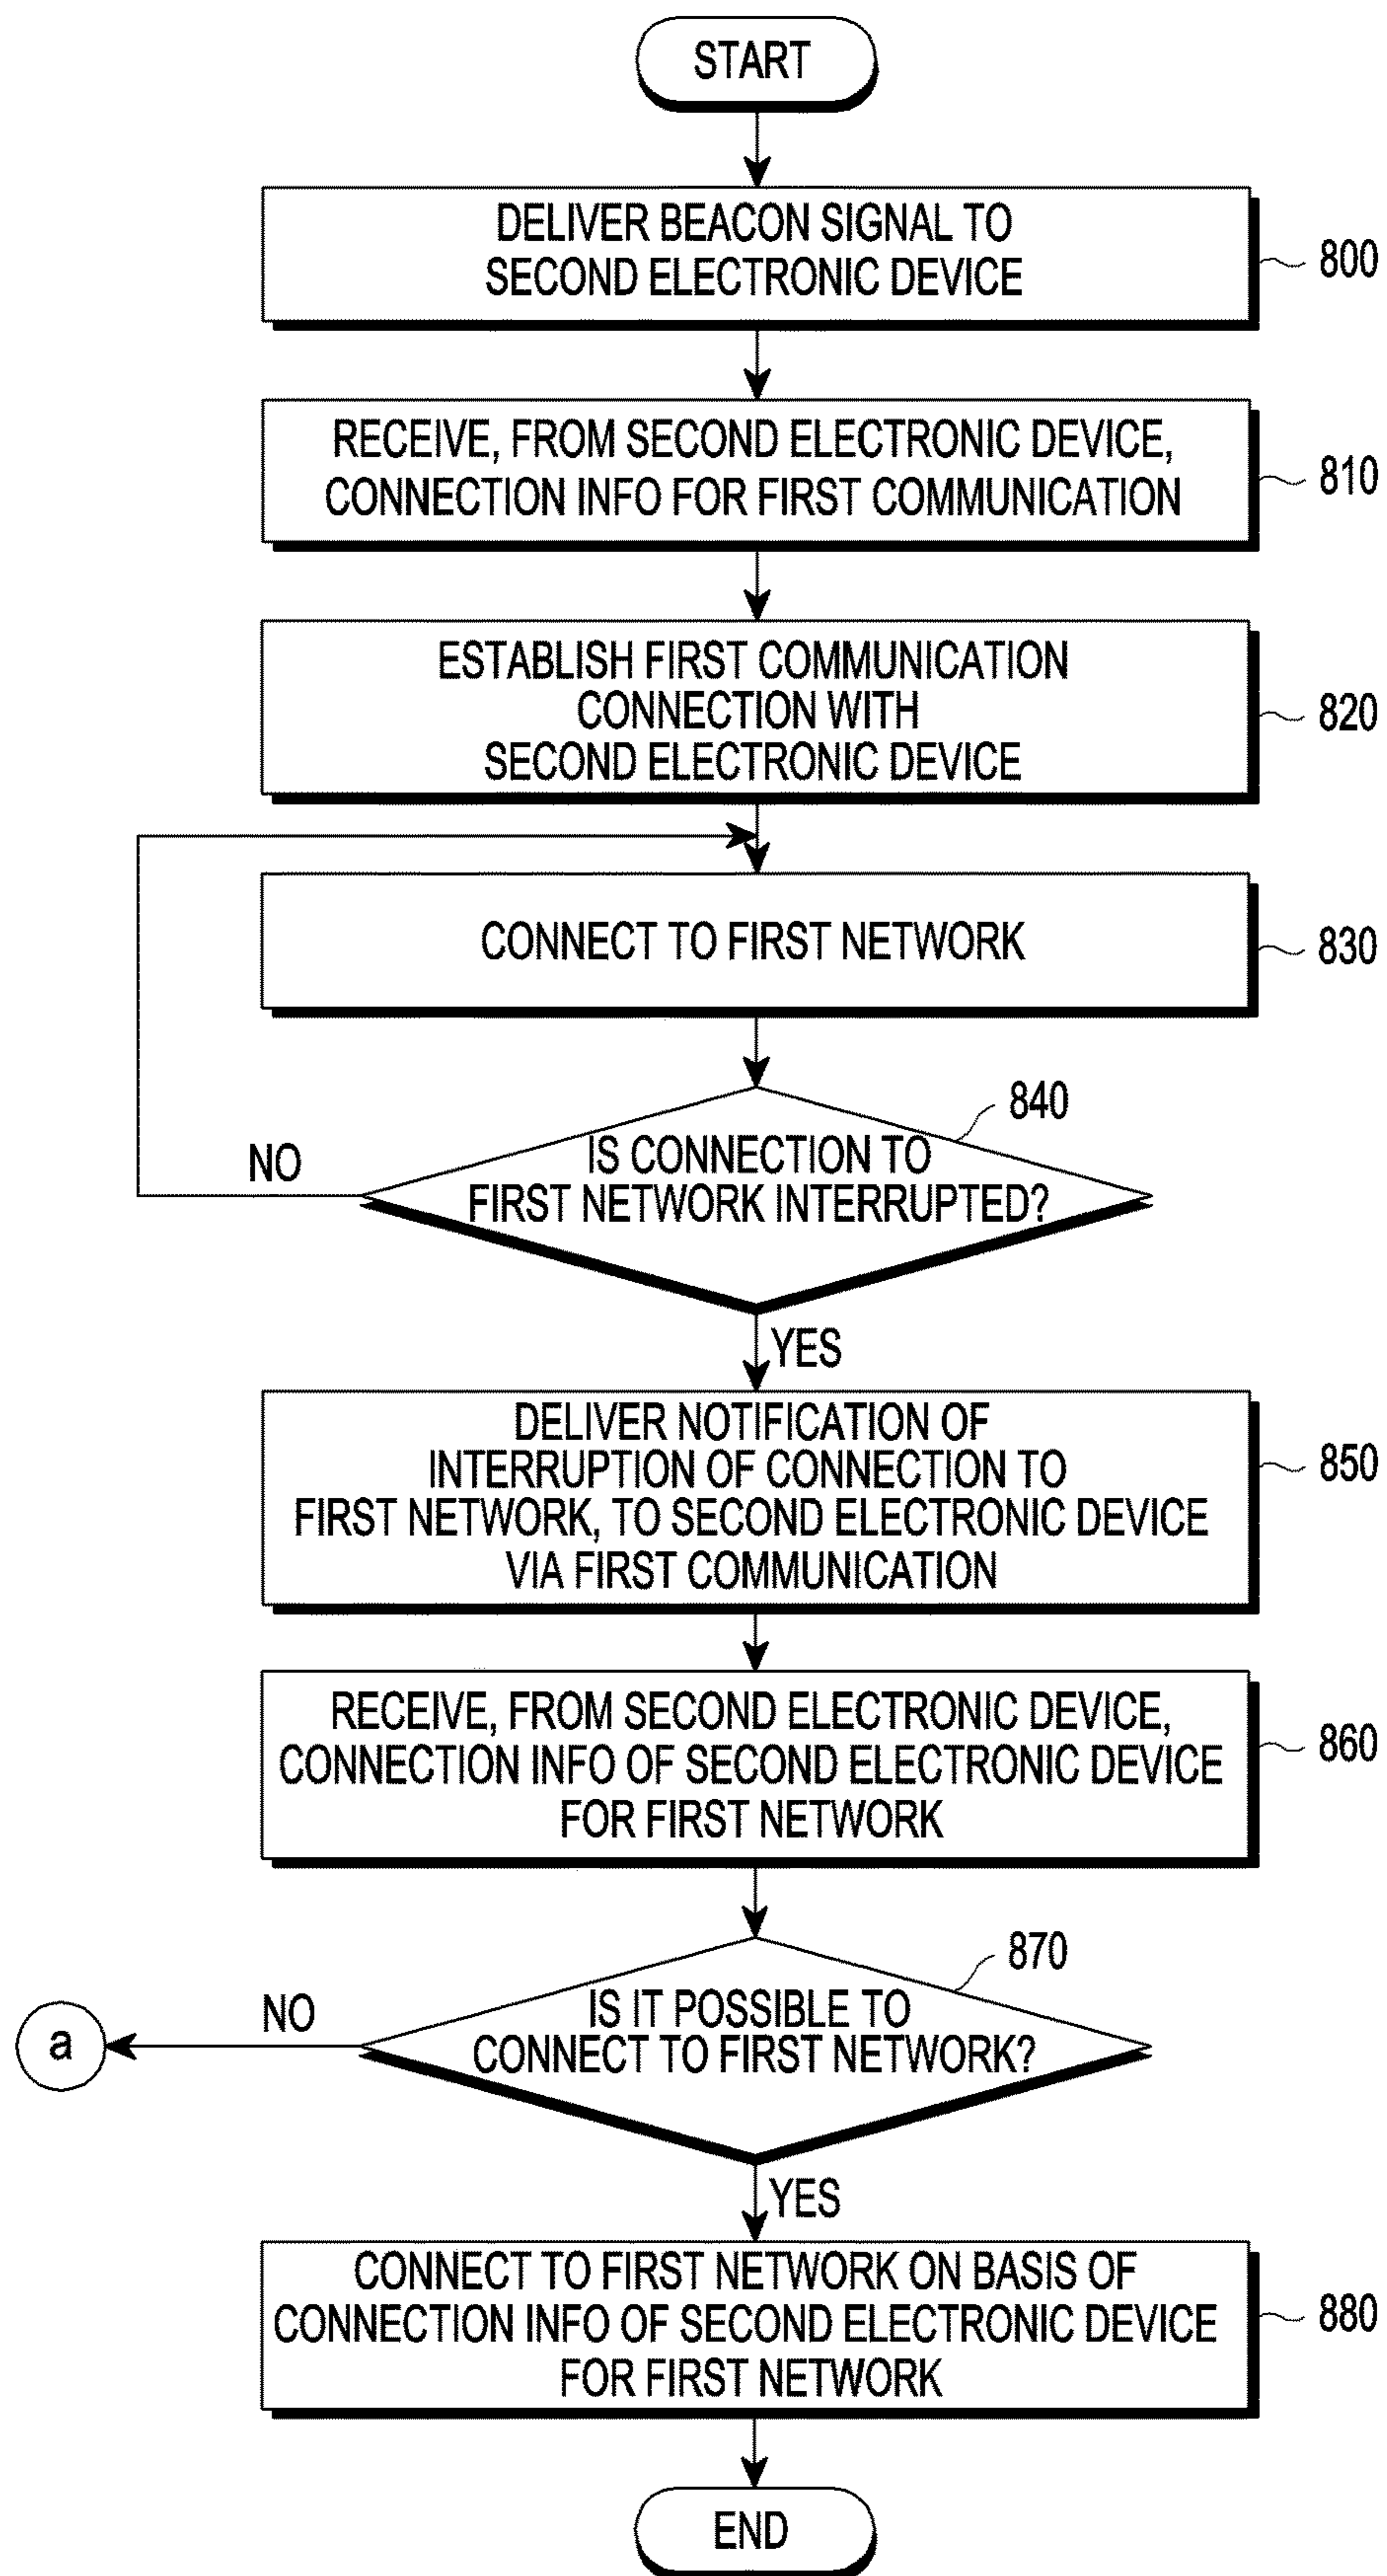 START
DELIVER BEACON SIGNAL TO
SECOND ELECTRONIC DEVICE
800
RECEIVE, FROM SECOND ELECTRONIC DEVICE,
CONNECTION INFO FOR FIRST COMMUNICATION
810
ESTABLISH FIRST COMMUNICATION
CONNECTION WITH
SECOND ELECTRONIC DEVICE
820
CONNECT TO FIRST NETWORK
830
840
IS CONNECTION TO
FIRST NETWORK INTERRUPTED?
NO
YES
DELIVER NOTIFICATION OF
INTERRUPTION OF CONNECTION TO
FIRST NETWORK, TO SECOND ELECTRONIC DEVICE
VIA FIRST COMMUNICATION
850
RECEIVE, FROM SECOND ELECTRONIC DEVICE,
CONNECTION INFO OF SECOND ELECTRONIC DEVICE
FOR FIRST NETWORK
860
870
IS IT POSSIBLE TO
CONNECT TO FIRST NETWORK?
NO
a
YES
CONNECT TO FIRST NETWORK ON BASIS OF
CONNECTION INFO OF SECOND ELECTRONIC DEVICE
FOR FIRST NETWORK
880
END